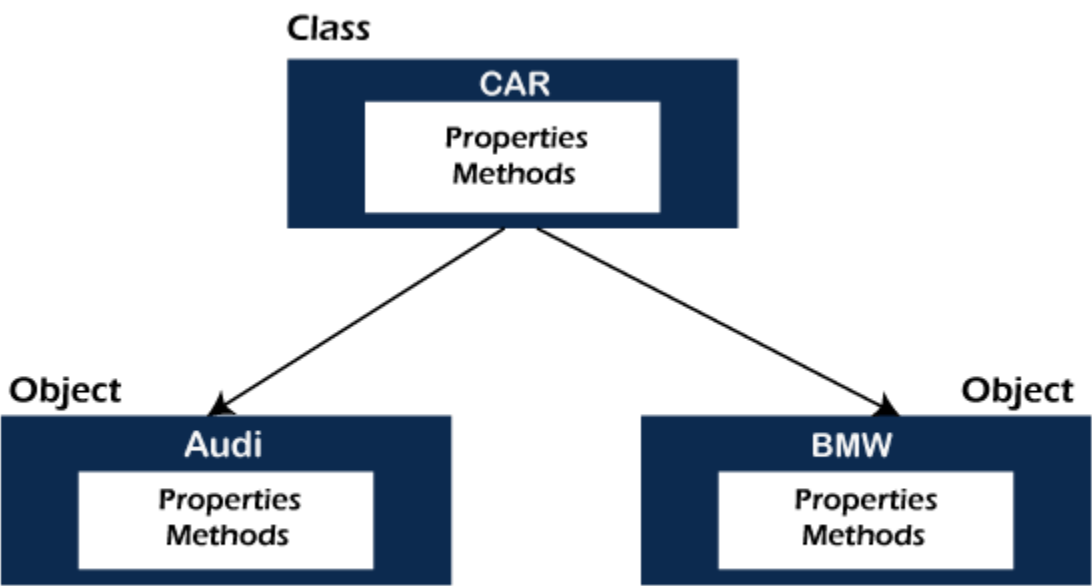 Class
CAR
Properties
Methods
Object
Audi
Properties
Methods
Object
BMW
Properties
Methods